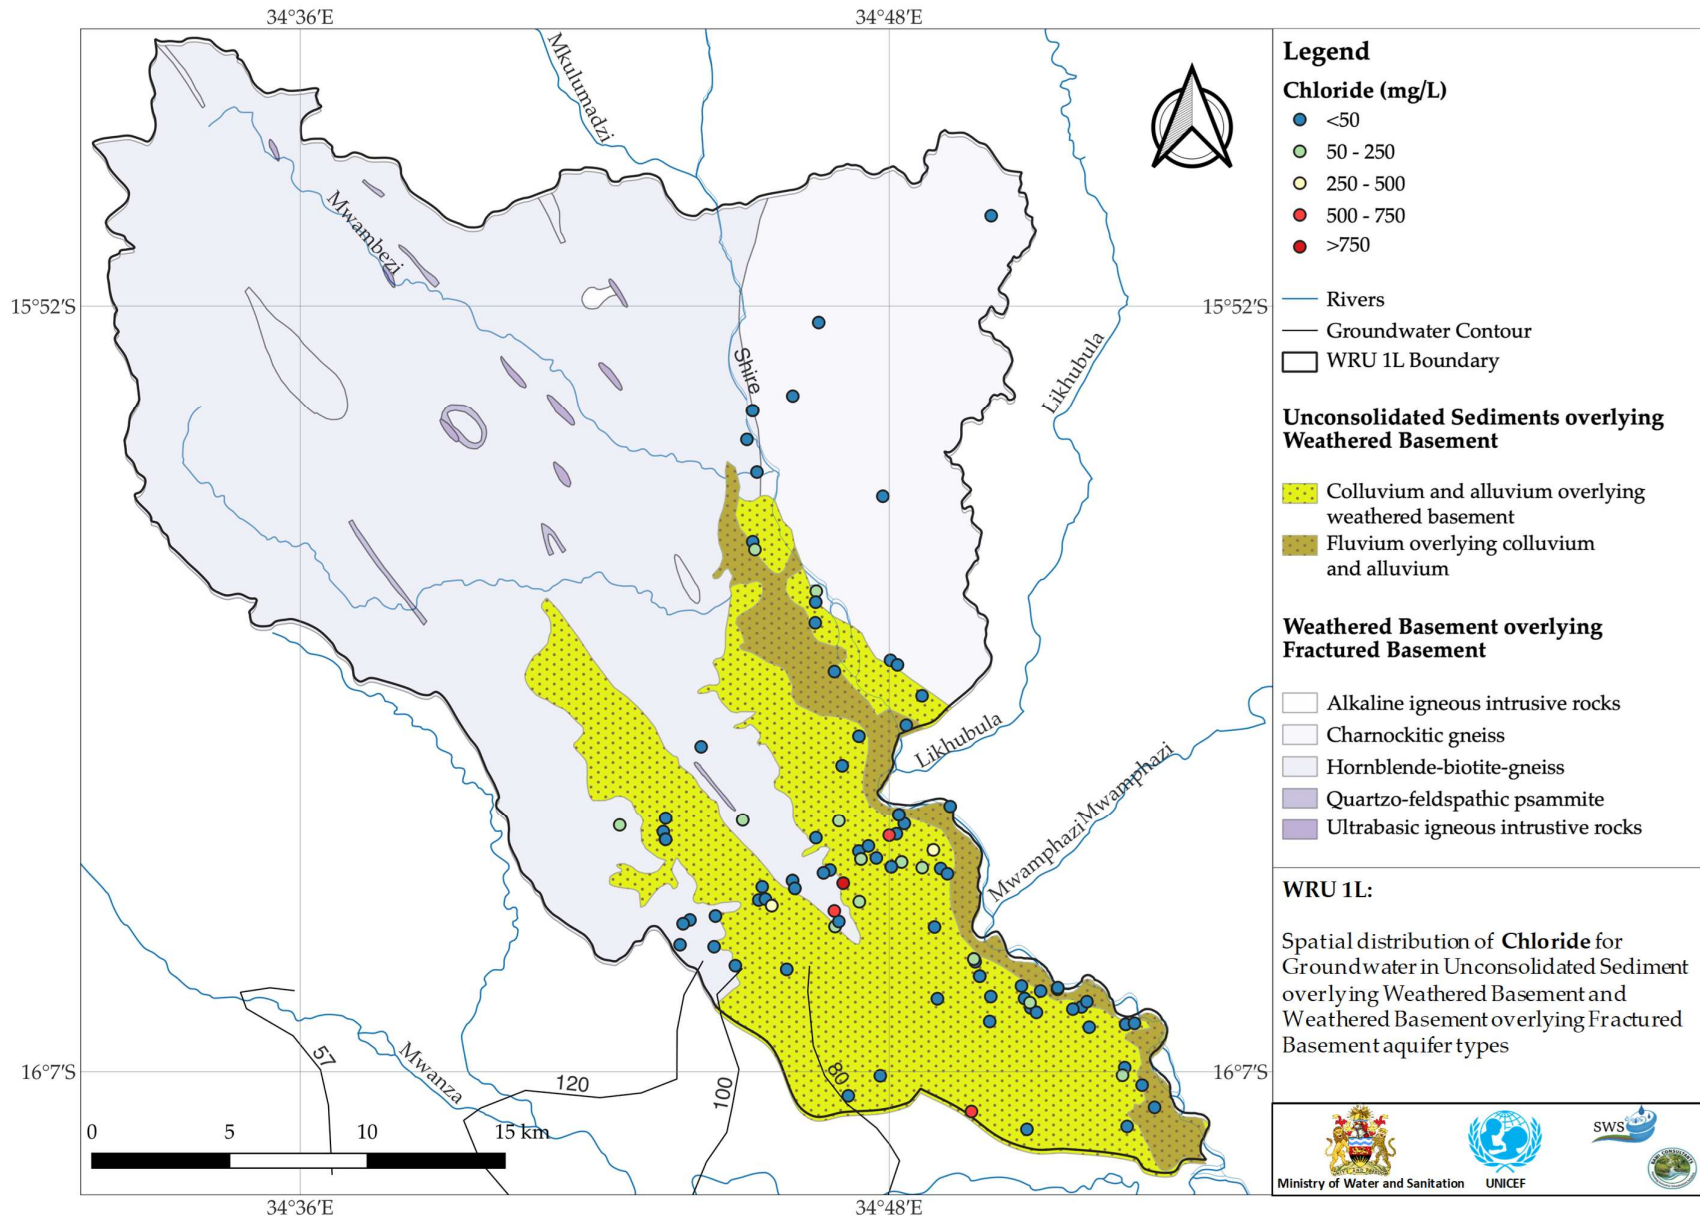 34°36'E
34°48'E
Mkulumadzi
Mwambezi
15°52'S
15°52'S
Shire
Likhubula
Likhubula
Mwamphazi
Mwamphazi
57
Mwanza
120
100
80
16°7'S
16°7'S
0 5 10 15 km
34°36'E
34°48'E
Legend
Chloride (mg/L)
<50
50 - 250
250 - 500
500 - 750
>750
Rivers
Groundwater Contour
WRU 1L Boundary
Unconsolidated Sediments overlying
Weathered Basement
Colluvium and alluvium overlying
weathered basement
Fluvium overlying colluvium
and alluvium
Weathered Basement overlying
Fractured Basement
Alkaline igneous intrusive rocks
Charnockitic gneiss
Hornblende-biotite-gneiss
Quartzo-feldspathic psammite
Ultrabasic igneous intrustive rocks
WRU 1L:
Spatial distribution of Chloride for
Groundwater in Unconsolidated Sediment
overlying Weathered Basement and
Weathered Basement overlying Fractured
Basement aquifer types
SWS
Ministry of Water and Sanitation
UNICEF